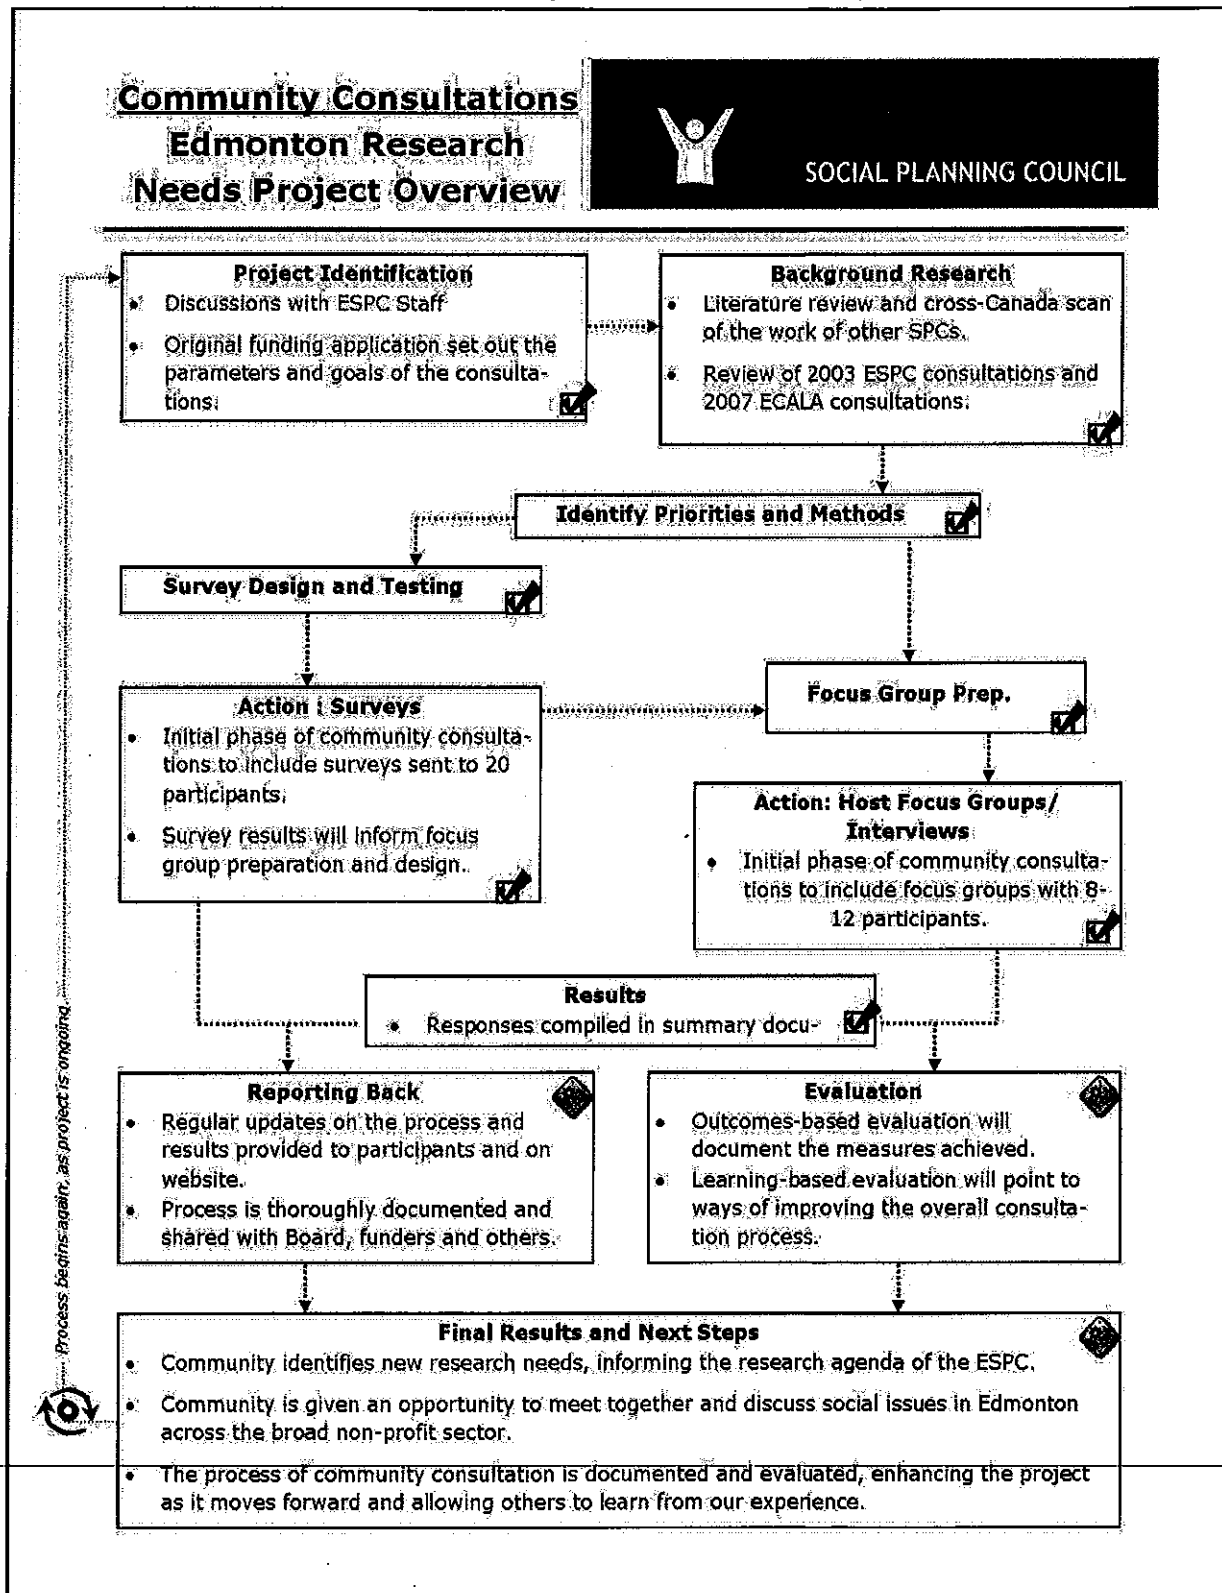 Community Consultations
Edmonton Research
Needs Project Overview
SOCIAL PLANNING COUNCIL
Project Identification
• Discussions with ESPC Staff
• Original funding application set out the
parameters and goals of the consulta-
tions.
Background Research
• Literature review and cross-Canada scan
of the work of other SPCs.
• Review of 2003 ESPC consultations and
2007 ECALA consultations.
Identify Priorities and Methods
Survey Design and Testing
Action : Surveys
• Initial phase of community consulta-
tions to include surveys sent to 20
participants.
• Survey results will inform focus
group preparation and design.
Focus Group Prep.
Action: Host Focus Groups/
Interviews
• Initial phase of community consulta-
tions to include focus groups with 8-
12 participants.
Results
• Responses compiled in summary docu-
Reporting Back
• Regular updates on the process and
results provided to participants and on
website.
• Process is thoroughly documented and
shared with Board, funders and others.
Evaluation
• Outcomes-based evaluation will
document the measures achieved.
• Learning-based evaluation will point to
ways of improving the overall consulta-
tion process.
Final Results and Next Steps
• Community identifies new research needs, informing the research agenda of the ESPC.
• Community is given an opportunity to meet together and discuss social issues in Edmonton
across the broad non-profit sector.
• The process of community consultation is documented and evaluated, enhancing the project
as it moves forward and allowing others to learn from our experience.
Process begins again, as project is ongoing.